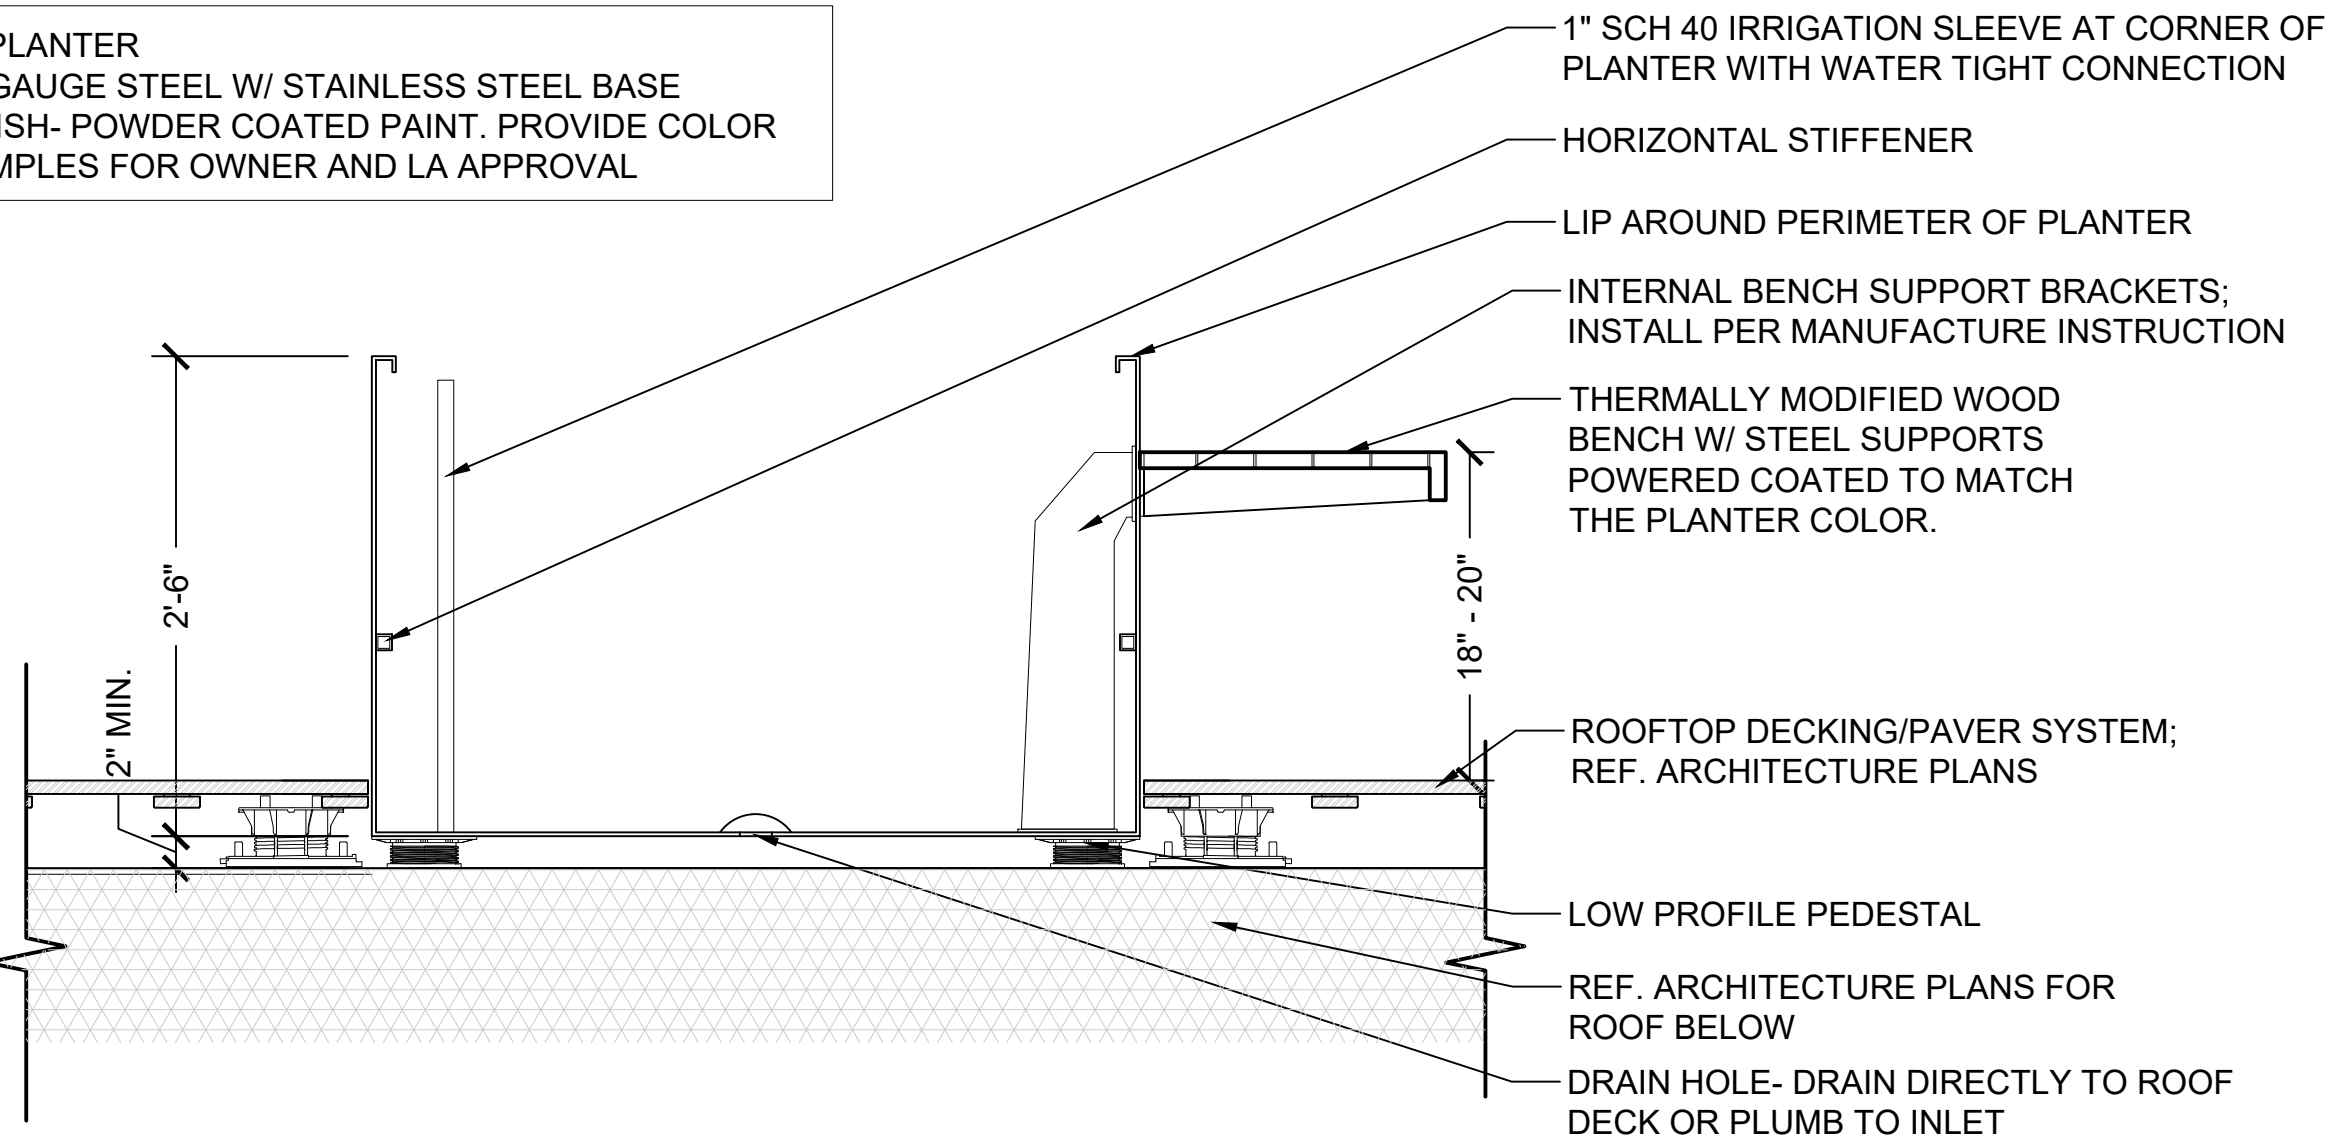 PLANTER
GAUGE STEEL W/ STAINLESS STEEL BASE
ISH- POWDER COATED PAINT. PROVIDE COLOR
MPLES FOR OWNER AND LA APPROVAL
1" SCH 40 IRRIGATION SLEEVE AT CORNER OF
PLANTER WITH WATER TIGHT CONNECTION
HORIZONTAL STIFFENER
LIP AROUND PERIMETER OF PLANTER
INTERNAL BENCH SUPPORT BRACKETS;
INSTALL PER MANUFACTURE INSTRUCTION
THERMALLY MODIFIED WOOD
BENCH W/ STEEL SUPPORTS
POWERED COATED TO MATCH
THE PLANTER COLOR.
2'-6"
2" MIN.
18" - 20"
ROOFTOP DECKING/PAVER SYSTEM;
REF. ARCHITECTURE PLANS
LOW PROFILE PEDESTAL
REF. ARCHITECTURE PLANS FOR
ROOF BELOW
DRAIN HOLE- DRAIN DIRECTLY TO ROOF
DECK OR PLUMB TO INLET